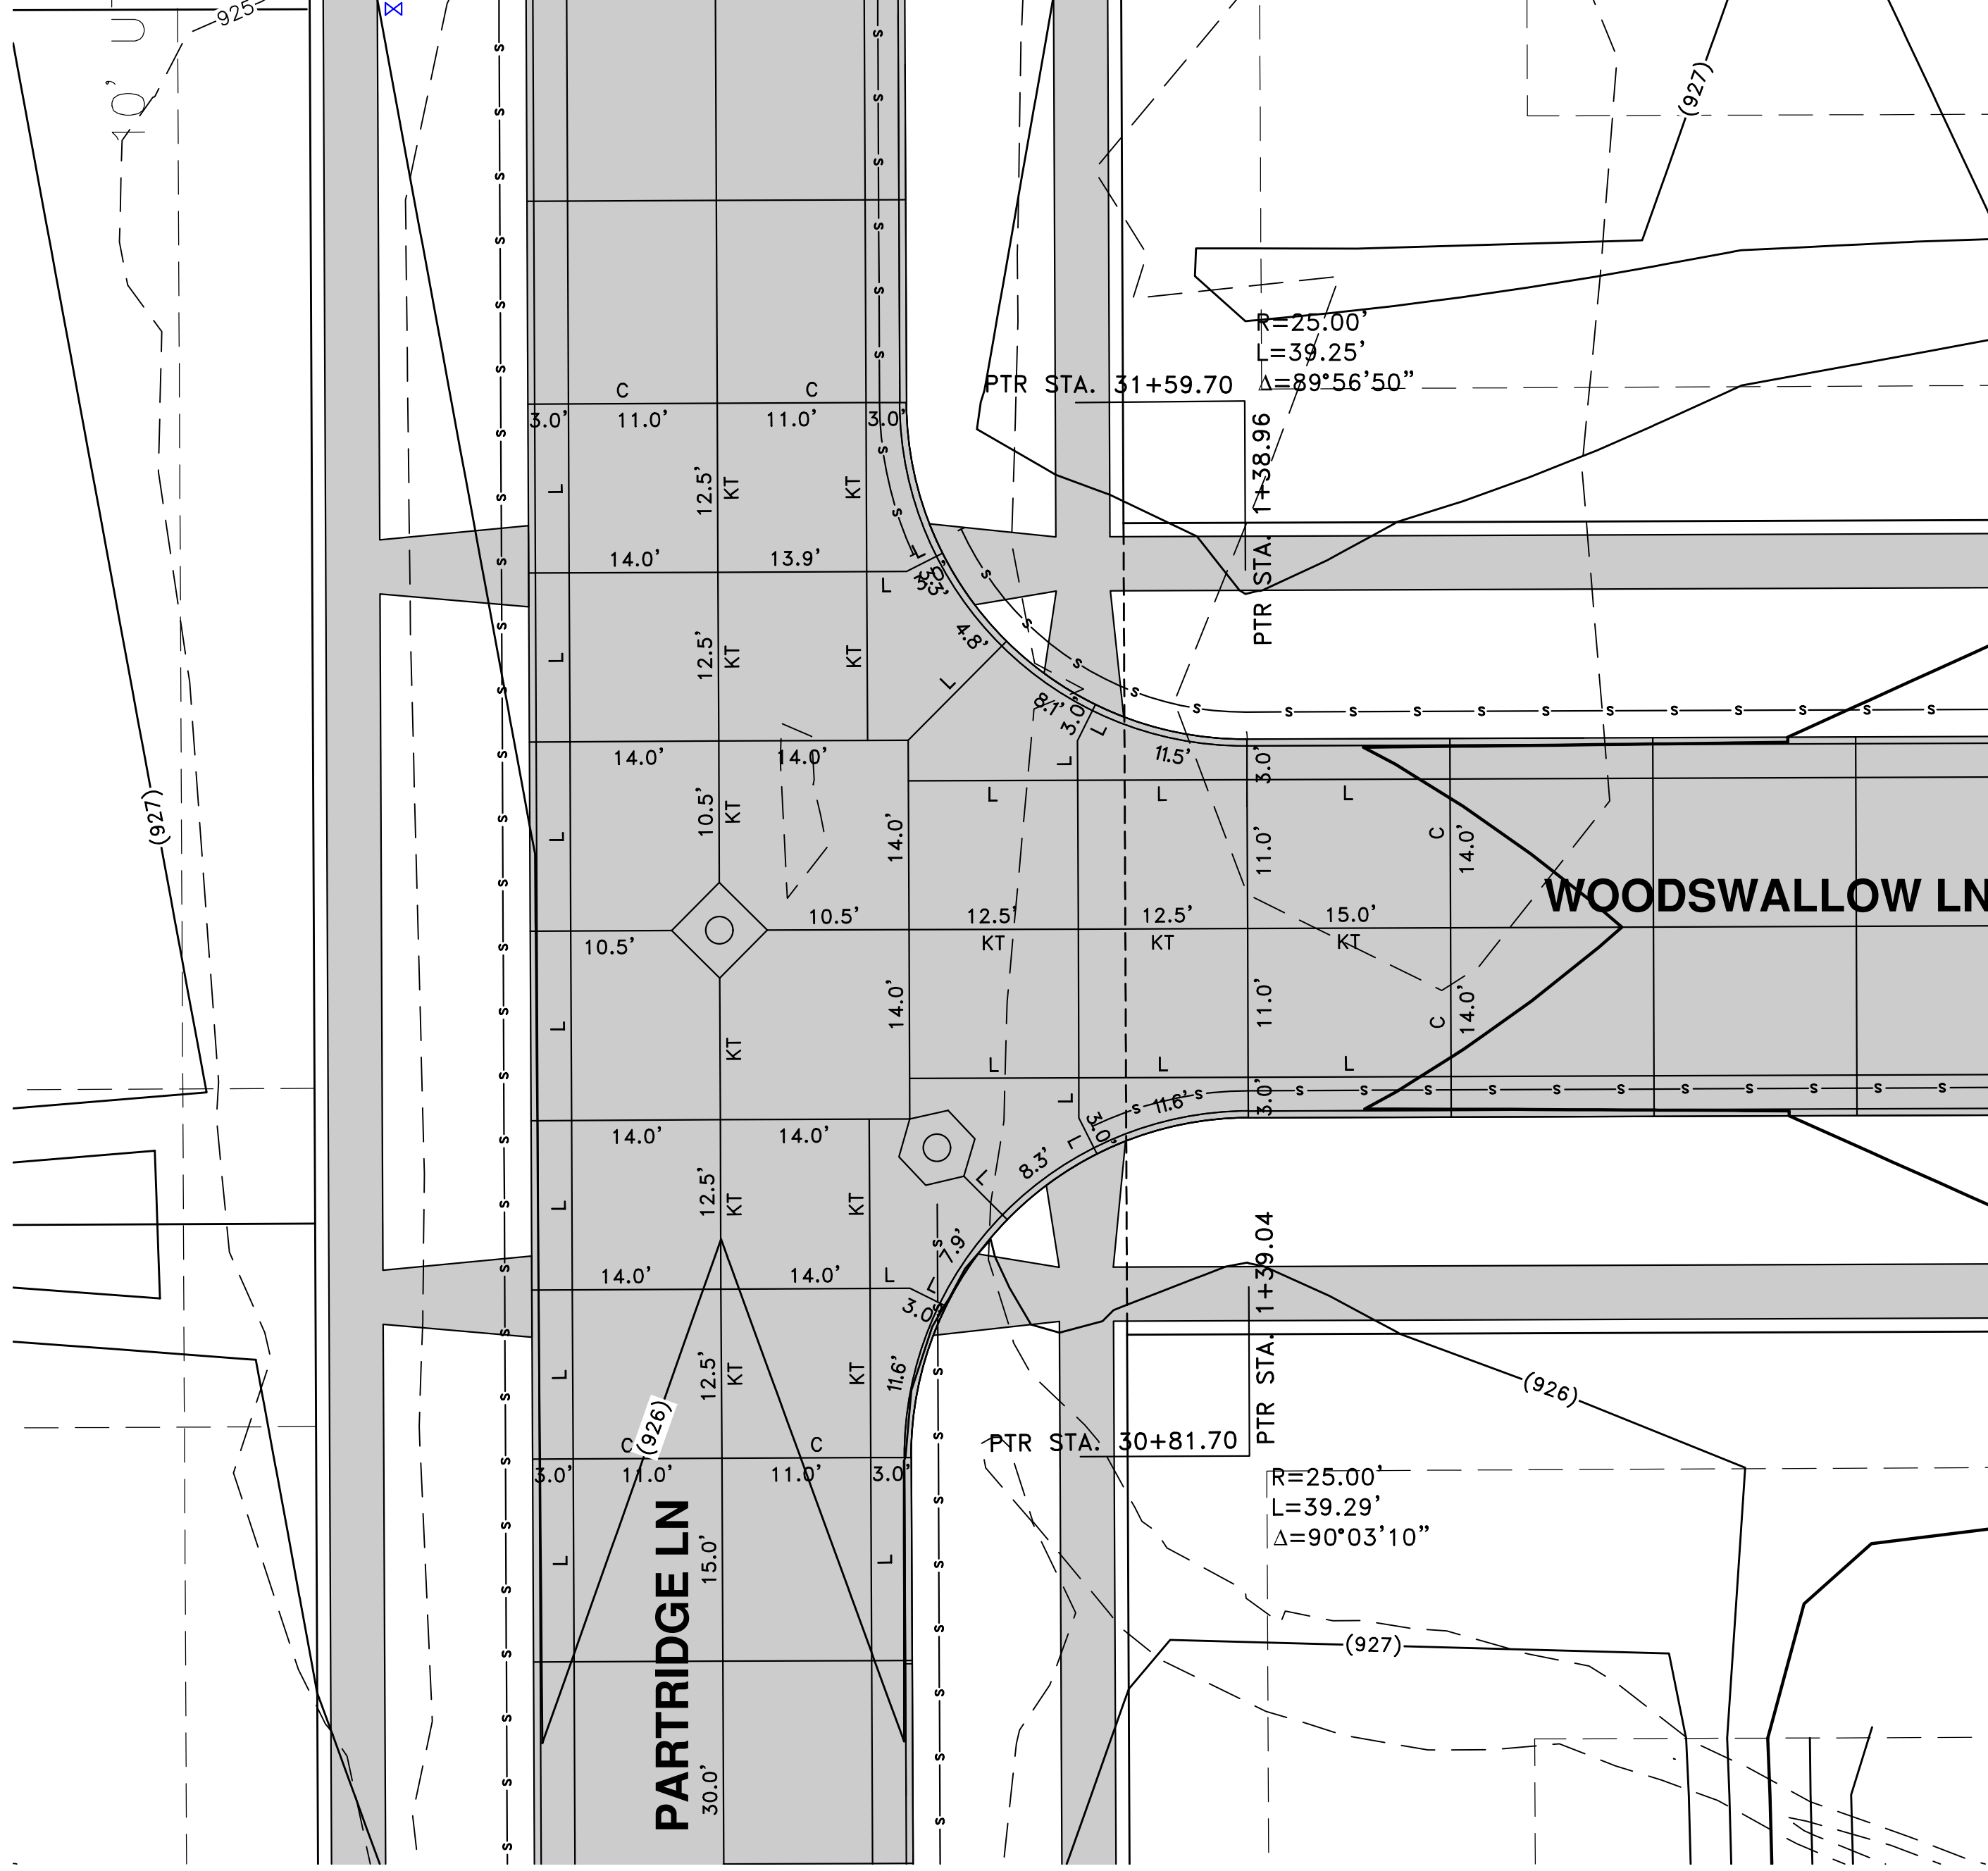 925
10' U
(927)
R=25.00'
L=39.25'
Δ=89°56'50"
PTR STA. 31+59.70
PTR STA. 1+38.96
C C
3.0' 11.0' 11.0' 3.0'
L 12.5' KT KT
14.0' 13.9' L
L 3.0'
3.3'
4.8'
L 12.5' KT KT L
8.1' 3.0' L
11.5' 3.0'
14.0' 14.0' L
L L L
(927)
L 10.5' KT 14.0' 11.0' C 14.0'
WOODSWALLOW LN
10.5' 12.5' 12.5' 15.0'
10.5' KT KT KT
L KT 14.0' 11.0' C 14.0'
L L L
L 3.0' 11.6' 3.0'
14.0' 14.0'
L 8.3'
L 12.5' KT KT L
7.9'
14.0' 14.0' L L
3.0'
PTR STA. 1+39.04
L 12.5' KT KT 11.6'
(926)
(926)
C C
PTR STA. 30+81.70
3.0' 11.0' 11.0' 3.0'
R=25.00'
L=39.29'
Δ=90°03'10"
L 15.0' L
PARTRIDGE LN
(927)
30.0'